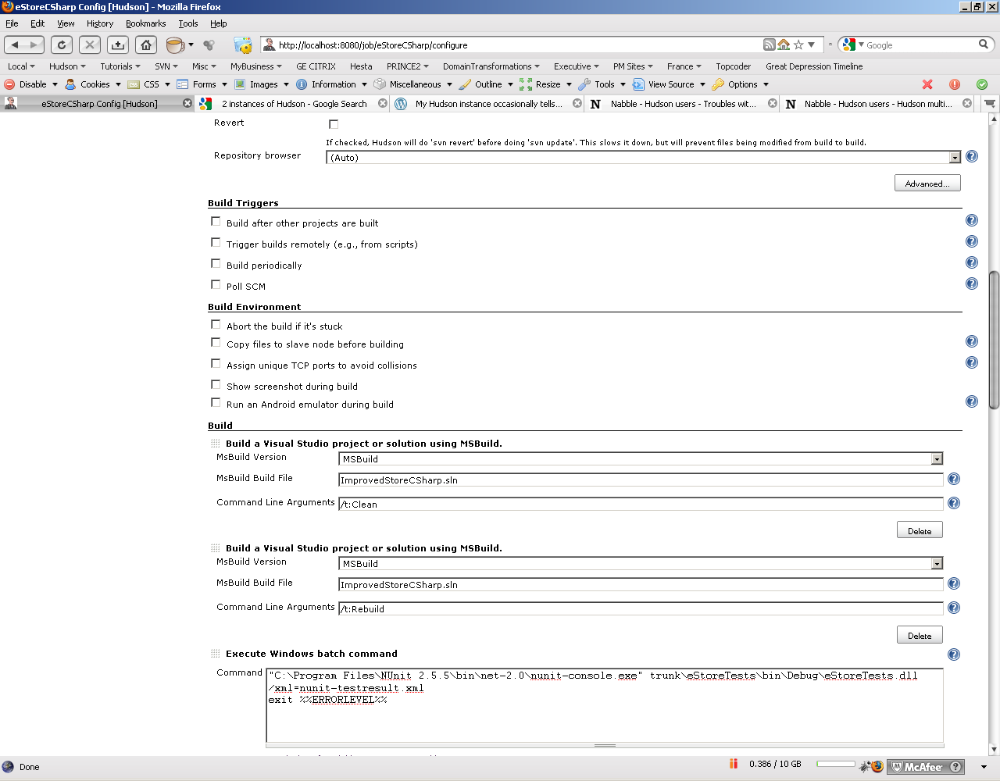 eStoreCSharp Config [Hudson] - Mozilla Firefox
File Edit View History Bookmarks Tools Help
http://localhost:8080/job/eStoreCSharp/configure Google
Local Hudson Tutorials SVN Misc MyBusiness GE CITRIX Hesta PRINCE2 DomainTransformations Executive PM Sites France Topcoder Great Depression Timeline
Disable Cookies CSS Forms Images Information Miscellaneous Outline Resize Tools View Source Options
eStoreCSharp Config [Hudson] 2 instances of Hudson - Google Search My Hudson instance occasionally tells... Nabble - Hudson users - Troubles wit... Nabble - Hudson users - Hudson multi...
Revert
If checked, Hudson will do 'svn revert' before doing 'svn update'. This slows it down, but will prevent files being modified from build to build.
Repository browser (Auto)
Advanced...
Build Triggers
Build after other projects are built
Trigger builds remotely (e.g., from scripts)
Build periodically
Poll SCM
Build Environment
Abort the build if it's stuck
Copy files to slave node before building
Assign unique TCP ports to avoid collisions
Show screenshot during build
Run an Android emulator during build
Build
Build a Visual Studio project or solution using MSBuild.
MsBuild Version MSBuild
MsBuild Build File ImprovedStoreCSharp.sln
Command Line Arguments /t:Clean
Delete
Build a Visual Studio project or solution using MSBuild.
MsBuild Version MSBuild
MsBuild Build File ImprovedStoreCSharp.sln
Command Line Arguments /t:Rebuild
Delete
Execute Windows batch command
Command "C:\Program Files\NUnit 2.5.5\bin\net-2.0\nunit-console.exe" trunk\eStoreTests\bin\Debug\eStoreTests.dll
/xml=nunit-testresult.xml
exit %%ERRORLEVEL%%
Done 0.386 / 10 GB McAfee